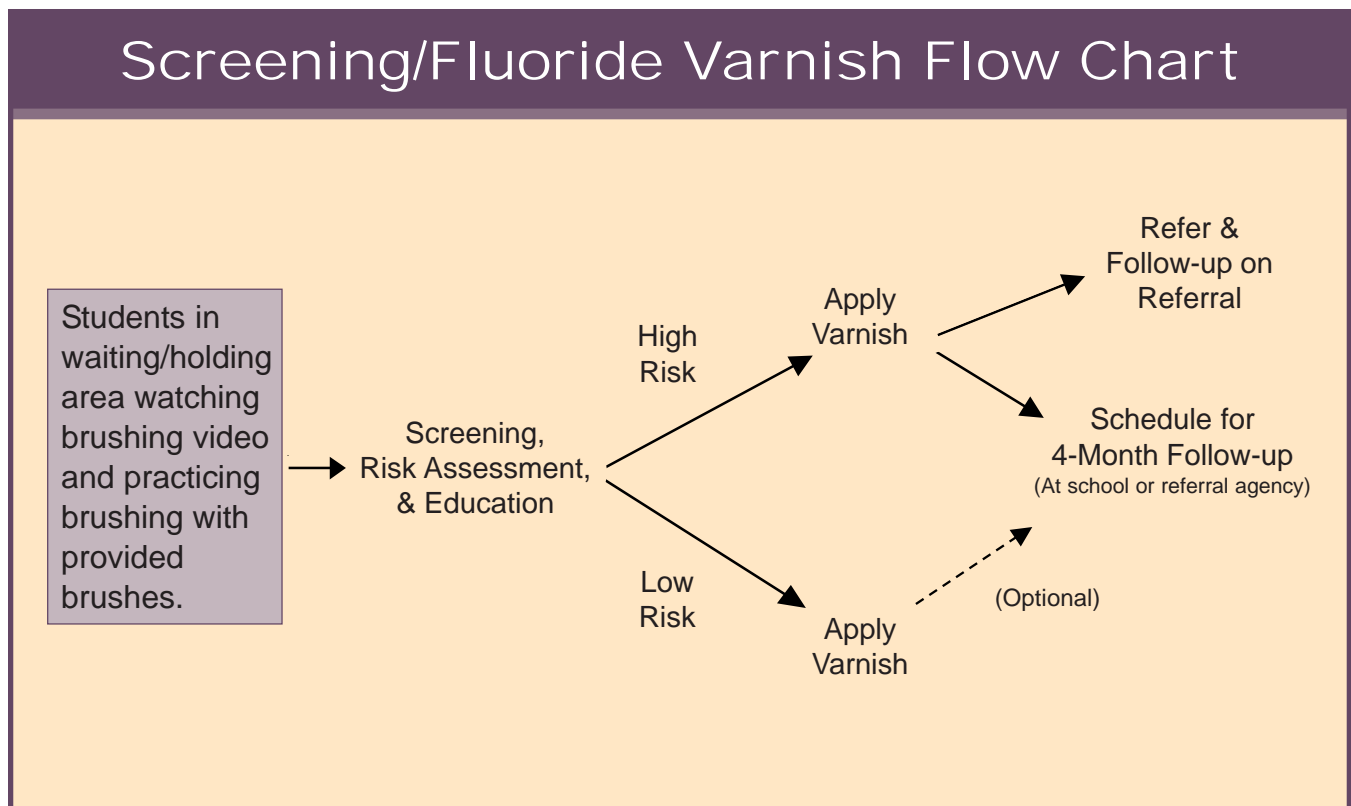 Screening/Fluoride Varnish Flow Chart
Students in
waiting/holding
area watching
brushing video
and practicing
brushing with
provided
brushes.
Screening,
Risk Assessment,
& Education
High
Risk
Apply
Varnish
Refer &
Follow-up on
Referral
Schedule for
4-Month Follow-up
(At school or referral agency)
Low
Risk
Apply
Varnish
(Optional)